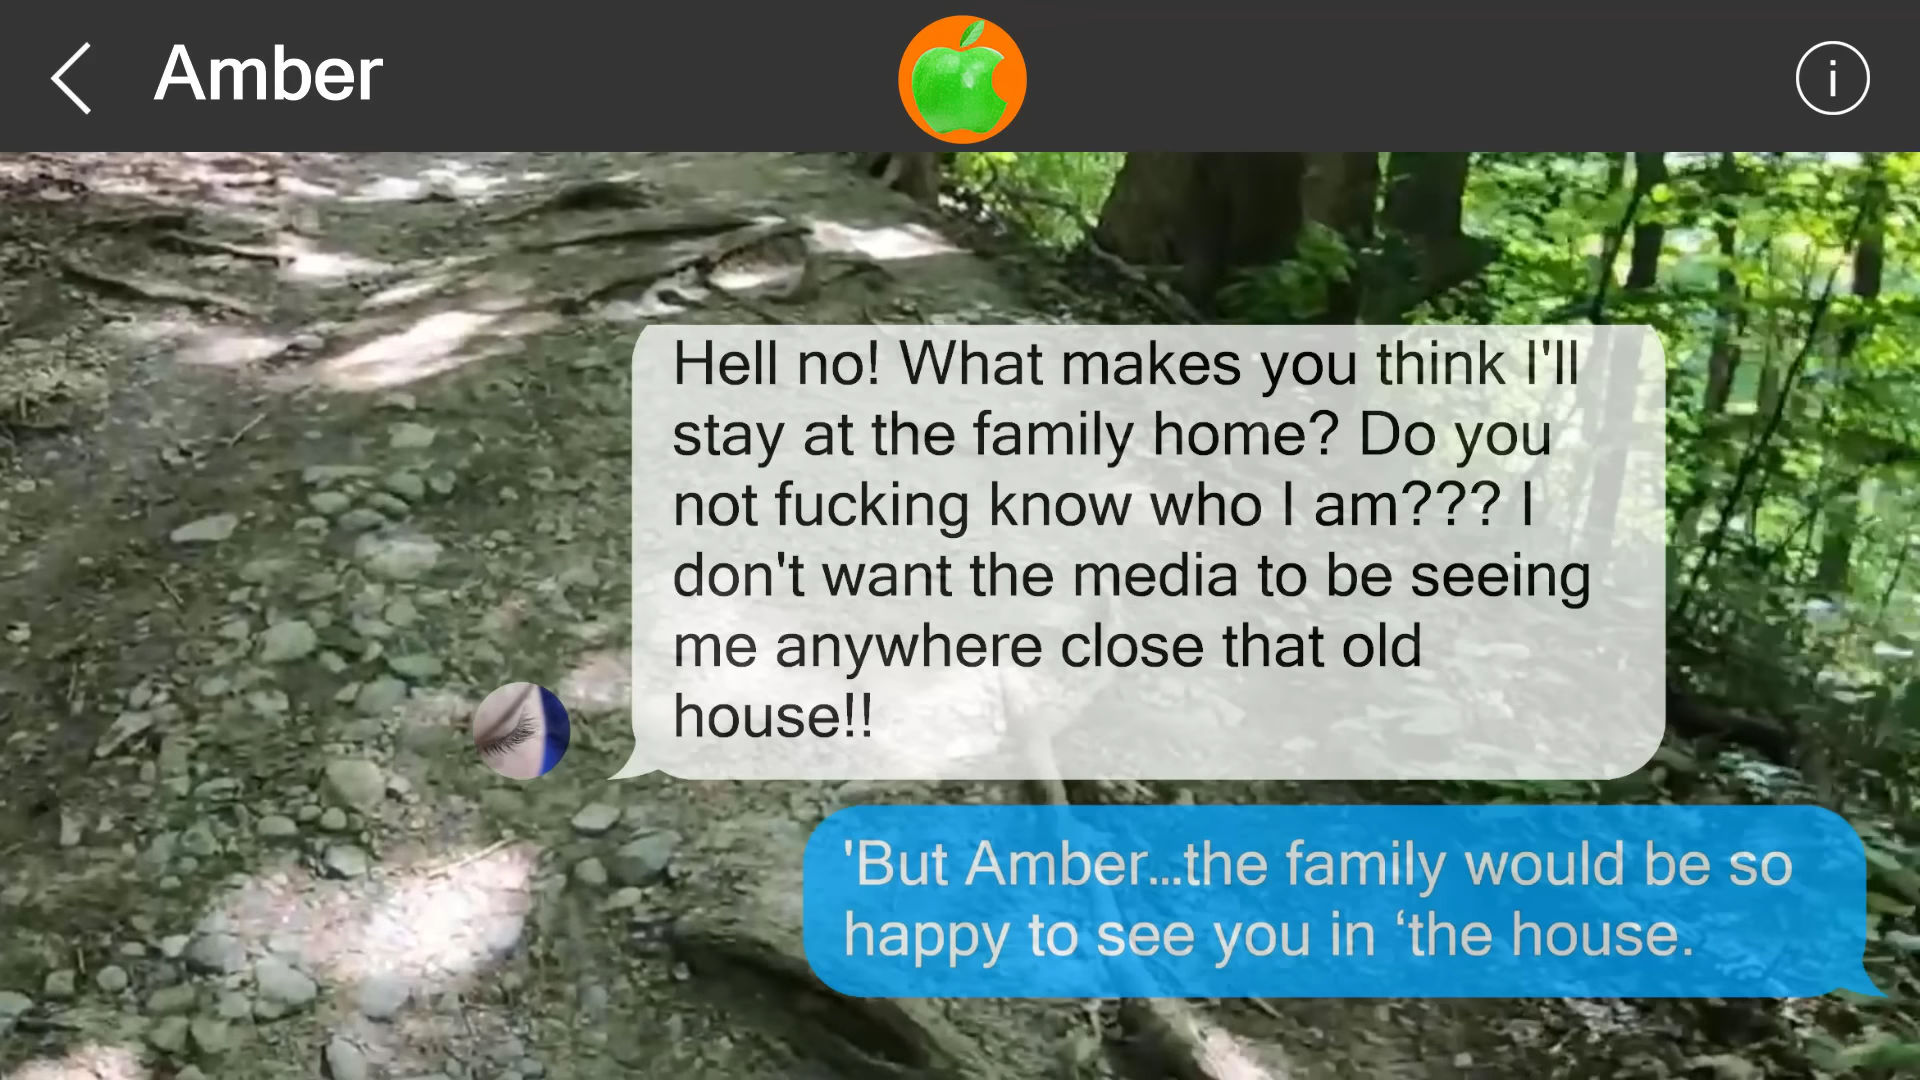 Amber
Hell no! What makes you think I'll
stay at the family home? Do you
not fucking know who I am??? I
don't want the media to be seeing
me anywhere close that old
house!!
'But Amber...the family would be so
happy to see you in ‘the house.